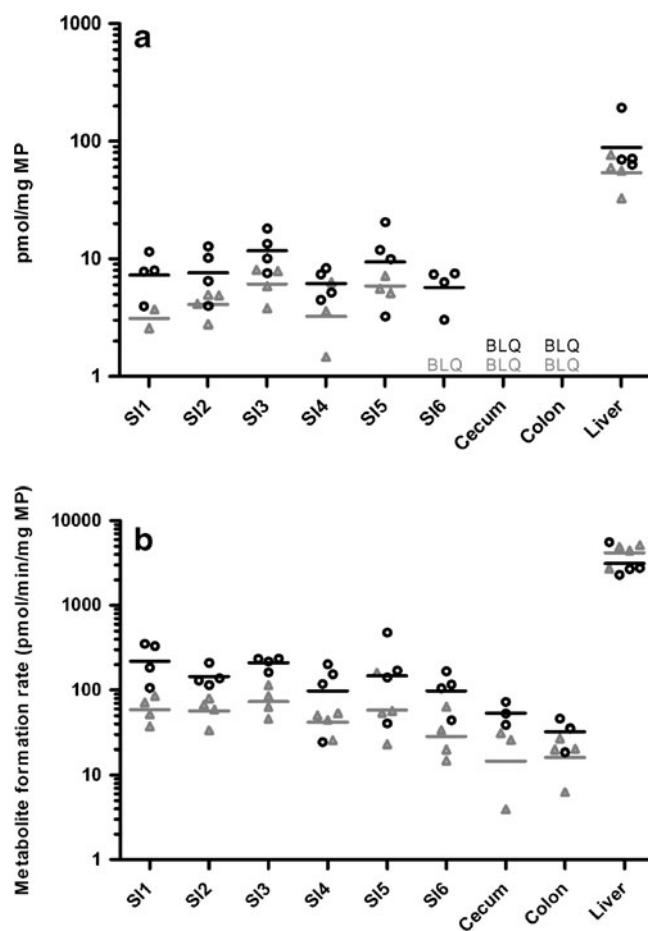 a
pmol/mg MP
1000
100
10
1
BLQ BLQ
BLQ BLQ BLQ
SI1 SI2 SI3 SI4 SI5 SI6 Cecum Colon Liver
b
Metabolite formation rate (pmol/min/mg MP)
10000
1000
100
10
1
SI1 SI2 SI3 SI4 SI5 SI6 Cecum Colon Liver